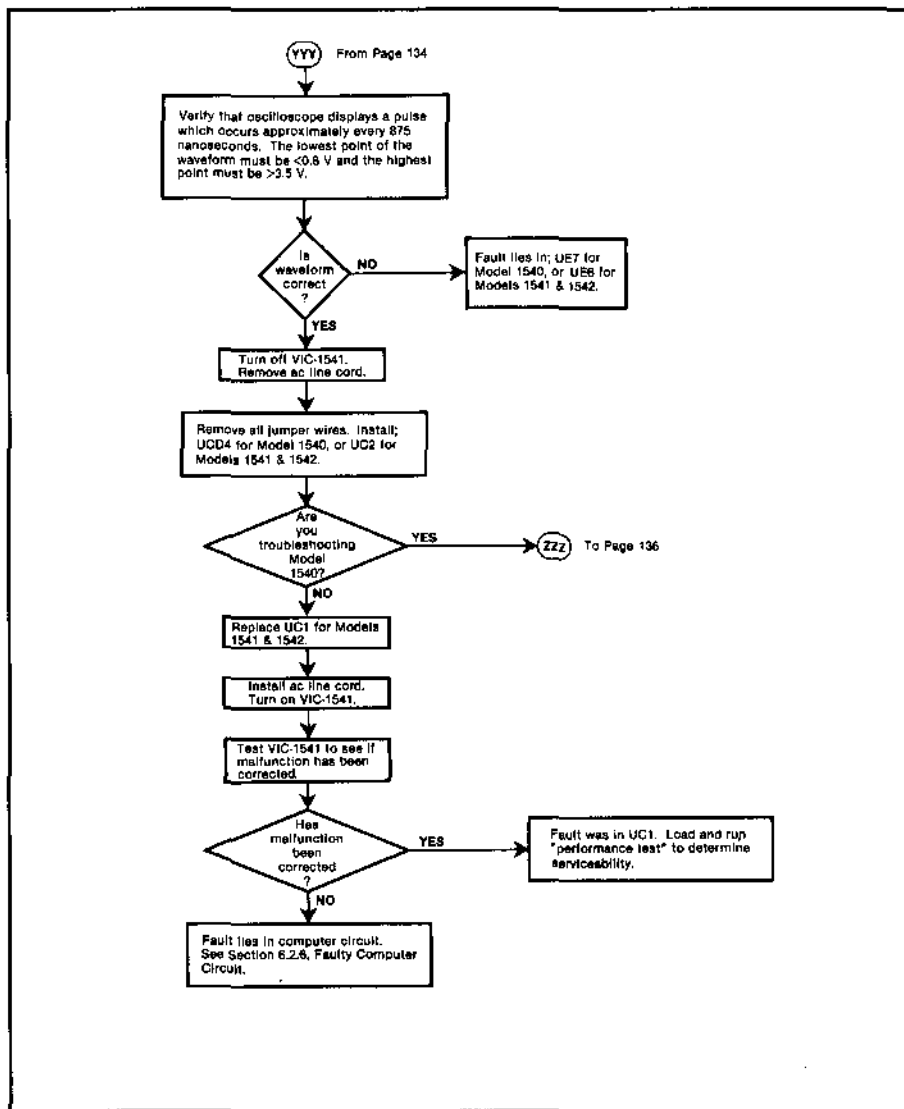 YYY From Page 134
Verify that oscilloscope displays a pulse
which occurs approximately every 875
nanoseconds. The lowest point of the
waveform must be <0.8 V and the highest
point must be >3.5 V.
Is
waveform
correct
?
NO
Fault lies in; UE7 for
Model 1540, or UE6 for
Models 1541 & 1542.
YES
Turn off VIC-1541.
Remove ac line cord.
Remove all jumper wires. Install;
UCD4 for Model 1540, or UC2 for
Models 1541 & 1542.
Are
you
troubleshooting
Model
1540?
YES
ZZZ To Page 136
NO
Replace UC1 for Models
1541 & 1542.
Install ac line cord.
Turn on VIC-1541.
Test VIC-1541 to see if
malfunction has been
corrected.
Has
malfunction
been
corrected
?
YES
Fault was in UC1. Load and run
"performance test" to determine
serviceability.
NO
Fault lies in computer circuit.
See Section 6.2.6, Faulty Computer
Circuit.